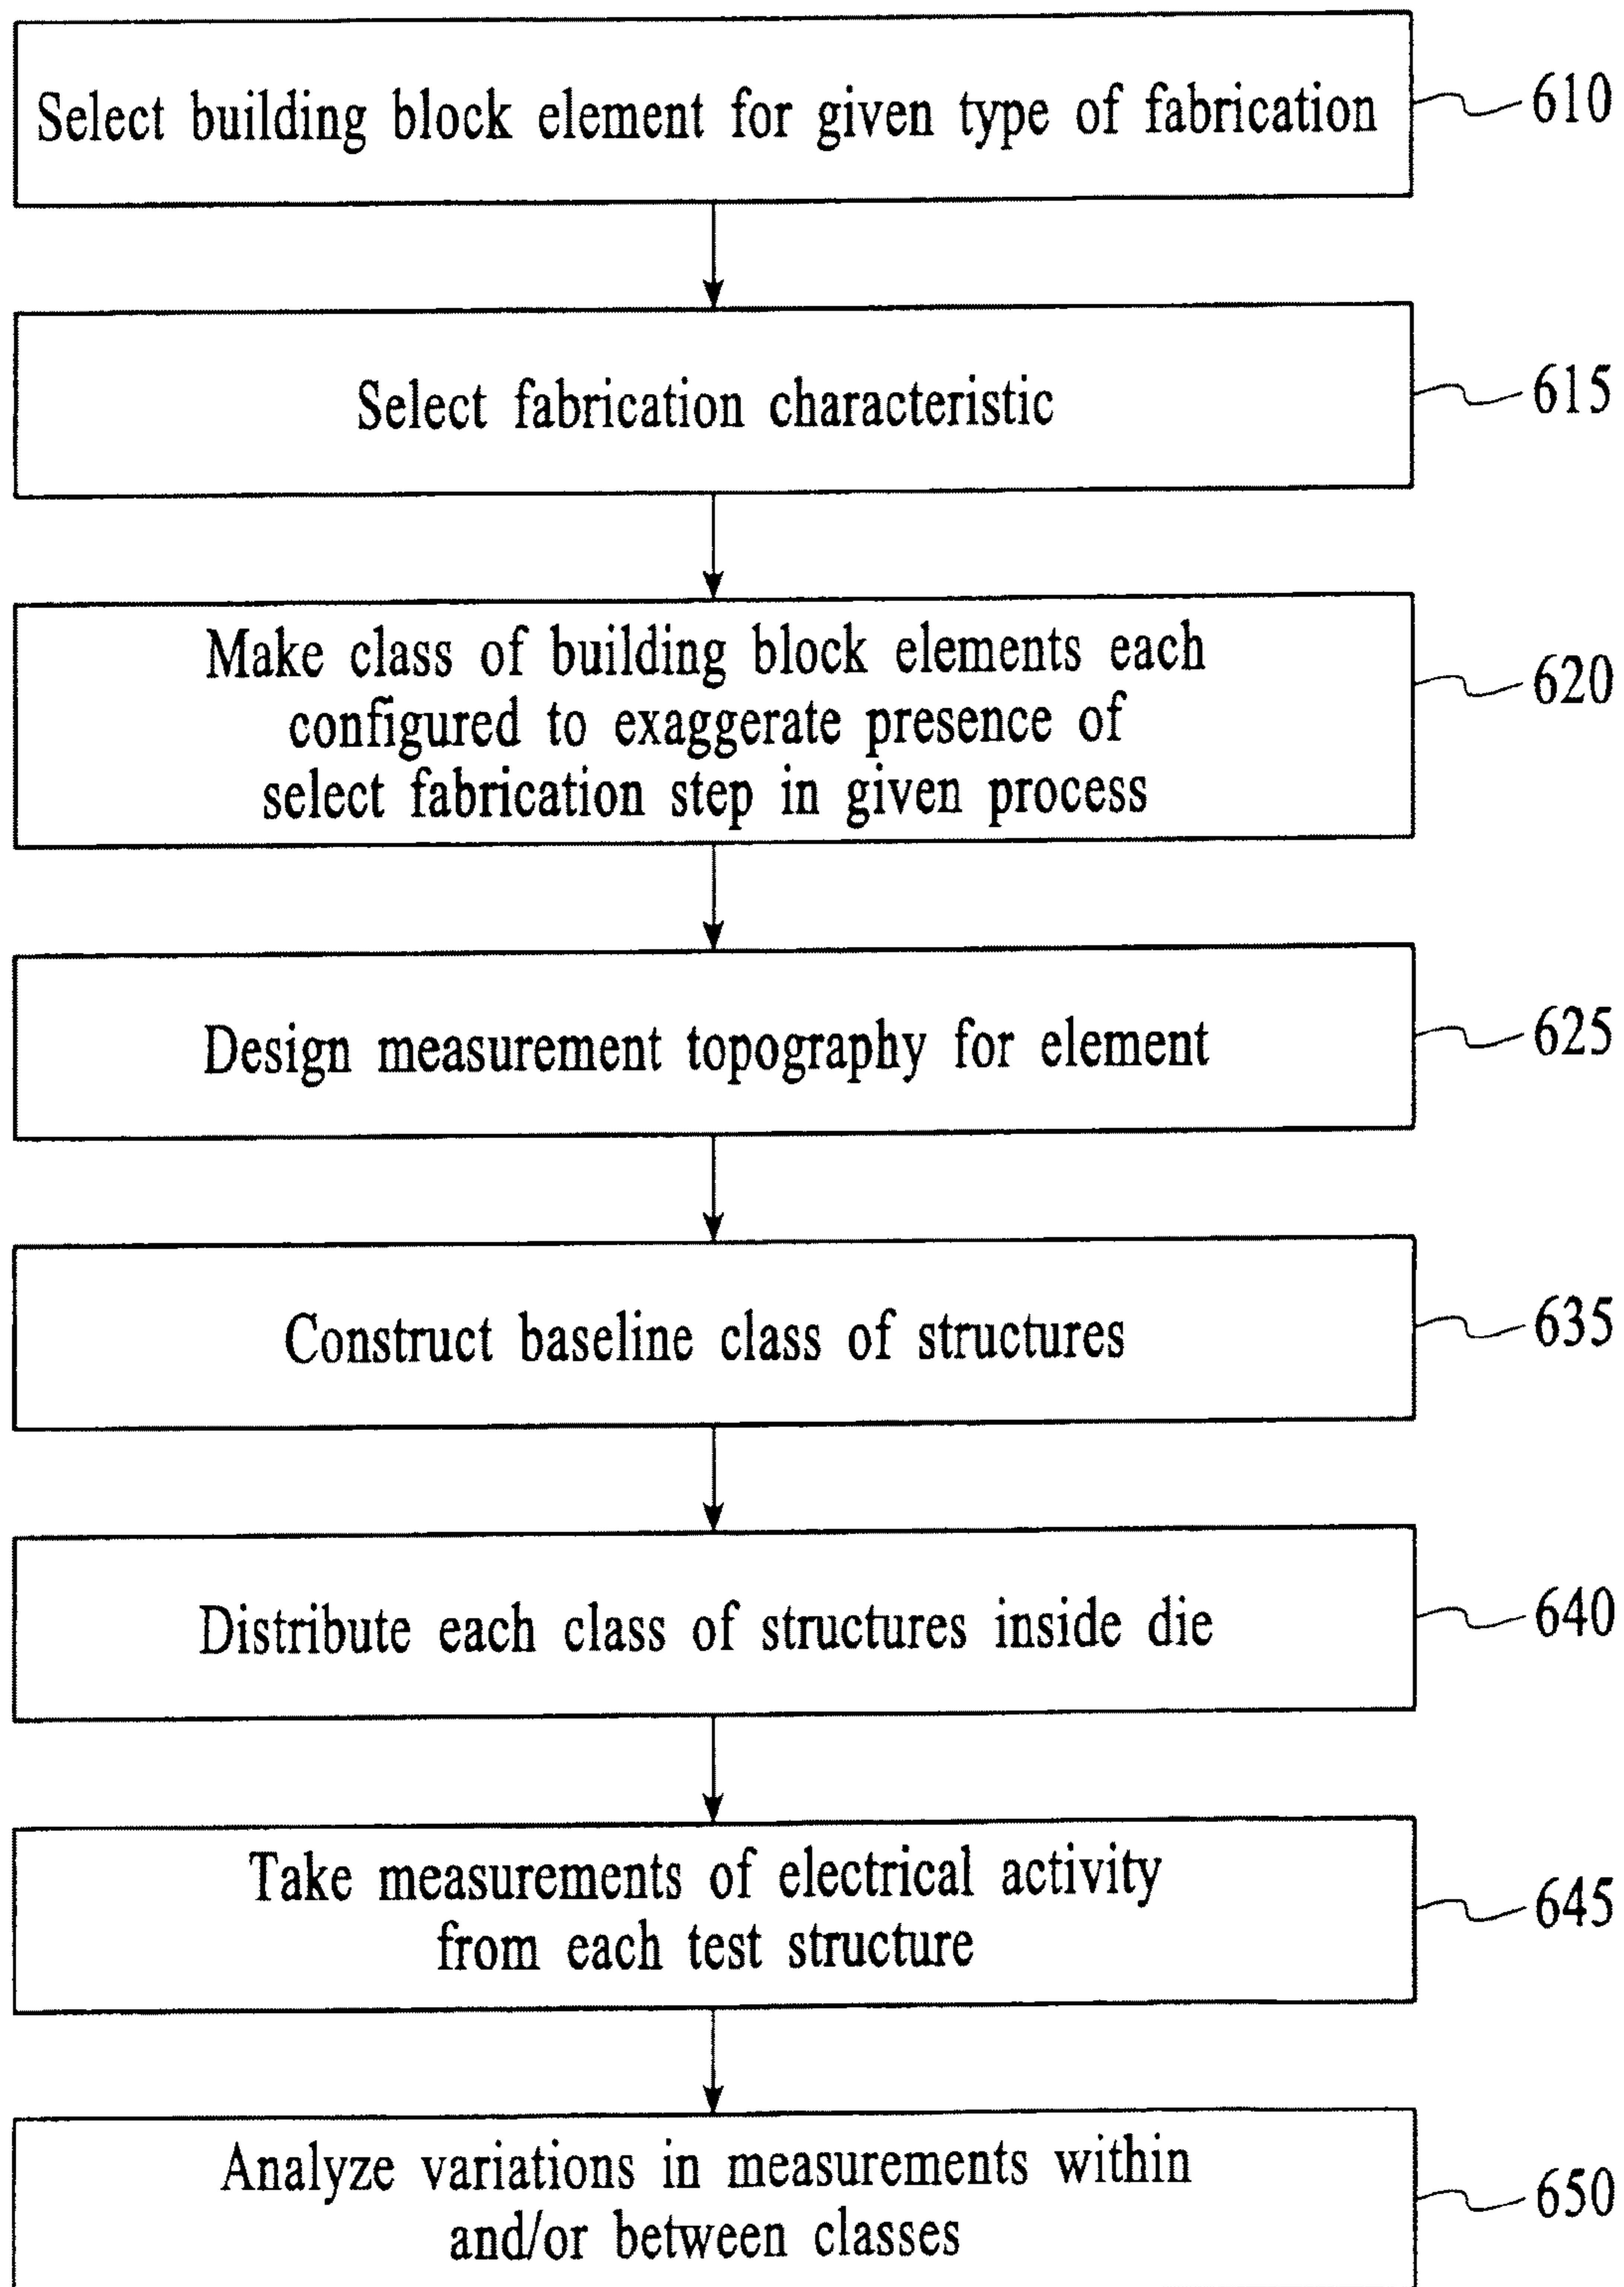 Select building block element for given type of fabrication
610
Select fabrication characteristic
615
Make class of building block elements each
configured to exaggerate presence of
select fabrication step in given process
620
Design measurement topography for element
625
Construct baseline class of structures
635
Distribute each class of structures inside die
640
Take measurements of electrical activity
from each test structure
645
Analyze variations in measurements within
and/or between classes
650